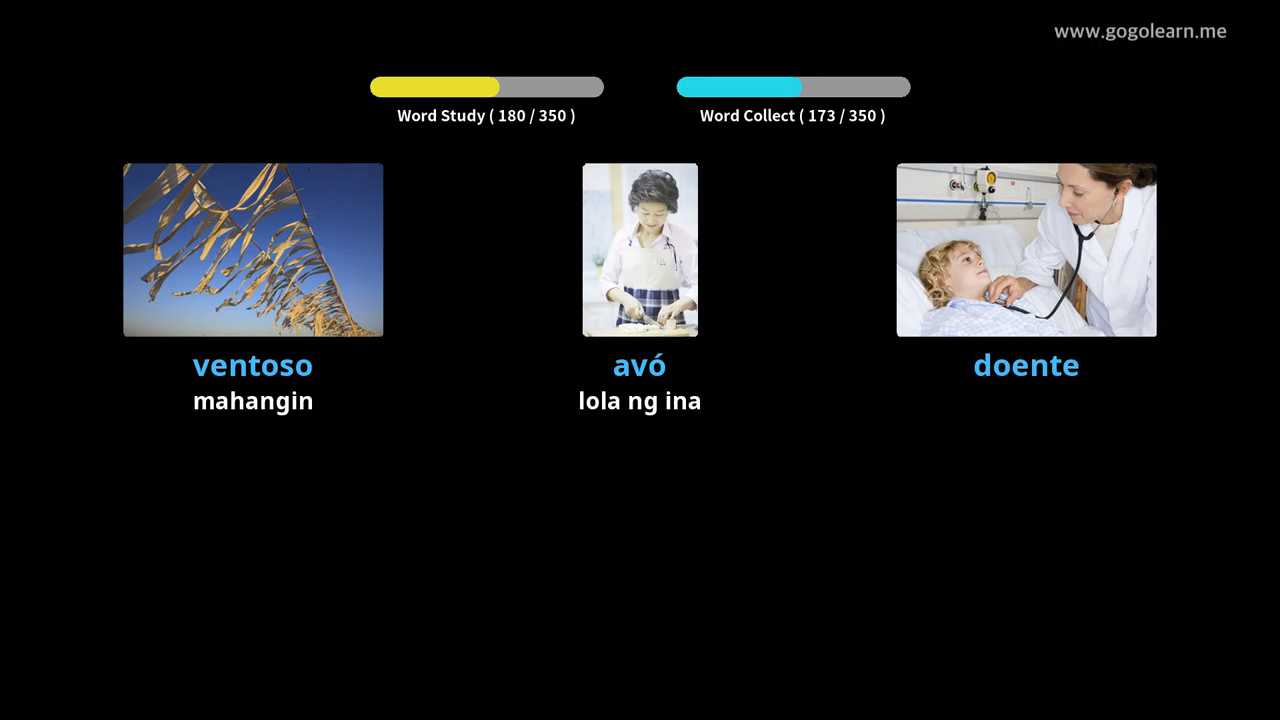 www.gogolearn.me
Word Study ( 180 / 350 )
Word Collect ( 173 / 350 )
ventoso
mahangin
avó
lola ng ina
doente